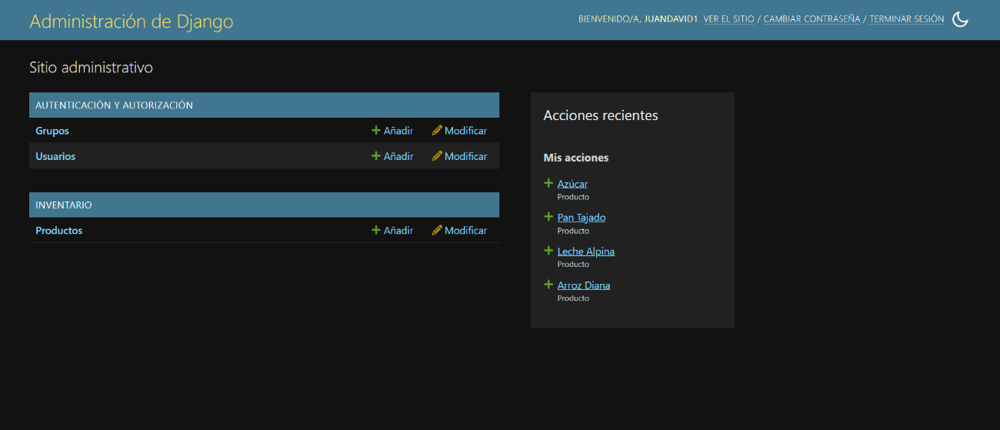 Administración de Django
BIENVENIDO/A, JUANDAVID1. VER EL SITIO / CAMBIAR CONTRASEÑA / TERMINAR SESIÓN
Sitio administrativo
AUTENTICACIÓN Y AUTORIZACIÓN
Grupos Añadir Modificar
Usuarios Añadir Modificar
INVENTARIO
Productos Añadir Modificar
Acciones recientes
Mis acciones
Azúcar
Producto
Pan Tajado
Producto
Leche Alpina
Producto
Arroz Diana
Producto